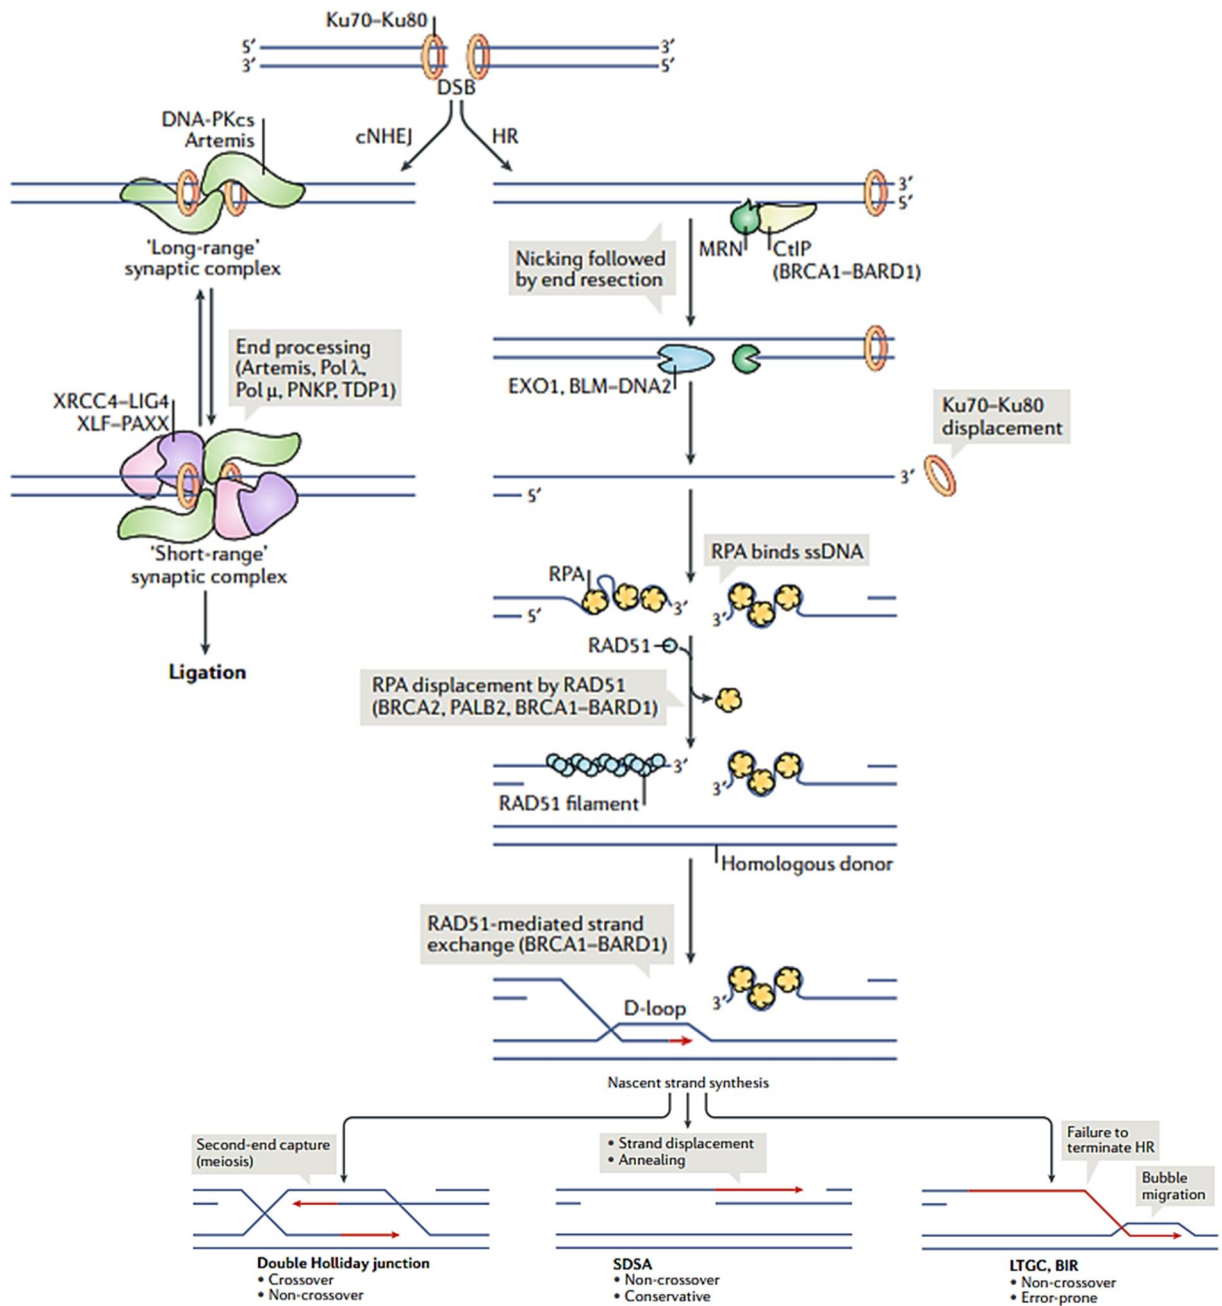 Ku70–Ku80
5′
3′
3′
5′
DSB
cNHEJ
HR
DNA-PKcs
Artemis
'Long-range'
synaptic complex
End processing
(Artemis, Pol λ,
Pol μ, PNKP, TDP1)
XRCC4–LIG4
XLF–PAXX
'Short-range'
synaptic complex
Ligation
3′
5′
MRN
CtIP
(BRCA1–BARD1)
Nicking followed
by end resection
EXO1, BLM–DNA2
Ku70–Ku80
displacement
3′
5′
RPA binds ssDNA
RPA
3′
5′
3′
RAD51
RPA displacement by RAD51
(BRCA2, PALB2, BRCA1–BARD1)
3′
3′
RAD51 filament
Homologous donor
RAD51-mediated strand
exchange (BRCA1–BARD1)
3′
D-loop
Nascent strand synthesis
Second-end capture
(meiosis)
• Strand displacement
• Annealing
Failure to
terminate HR
Bubble
migration
Double Holliday junction
• Crossover
• Non-crossover
SDSA
• Non-crossover
• Conservative
LTGC, BIR
• Non-crossover
• Error-prone